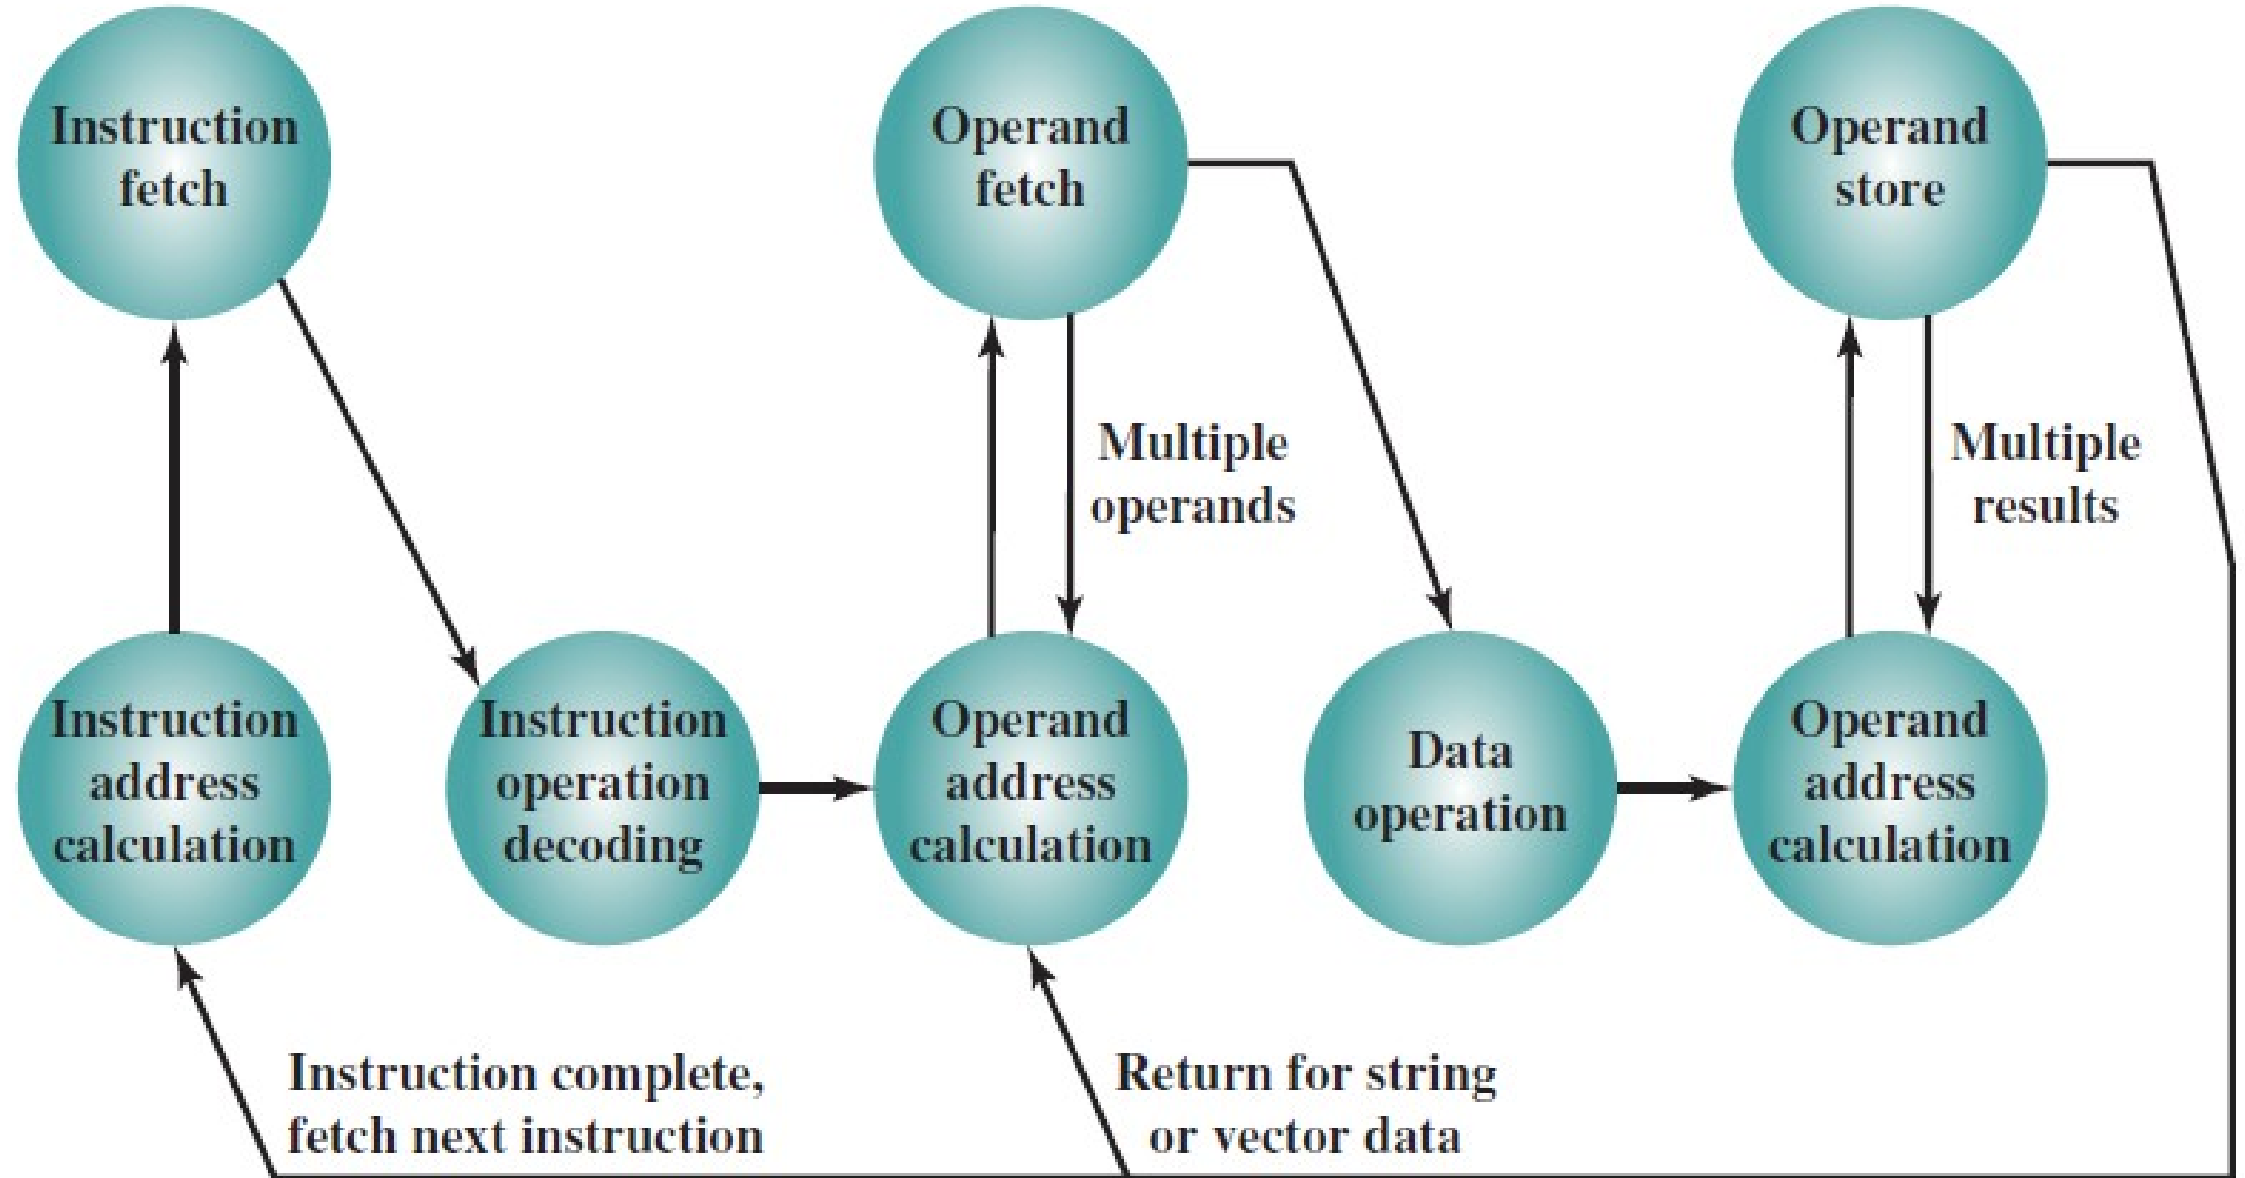 Instruction
fetch
Operand
fetch
Operand
store
Multiple
operands
Multiple
results
Instruction
address
calculation
Instruction
operation
decoding
Operand
address
calculation
Data
operation
Operand
address
calculation
Instruction complete,
fetch next instruction
Return for string
or vector data